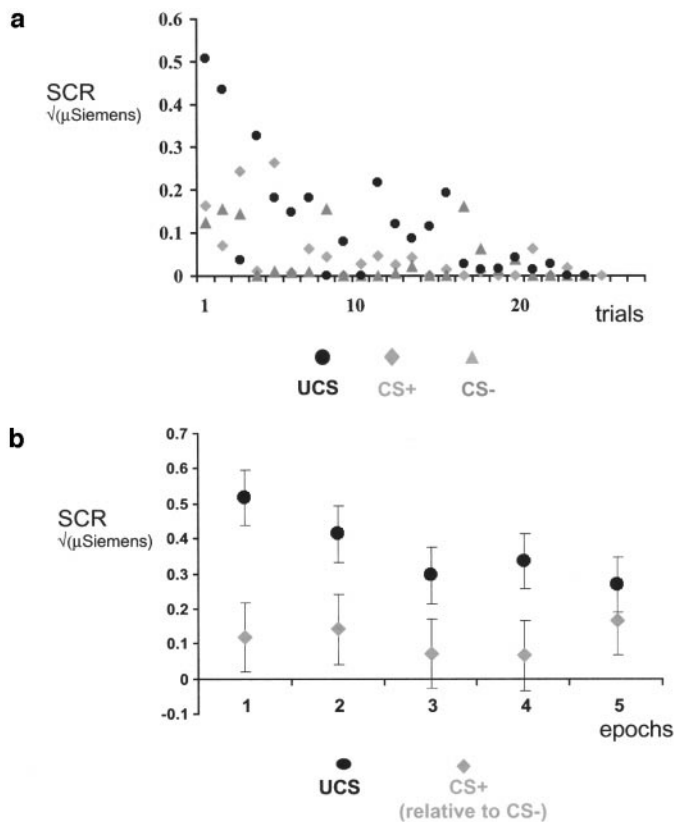 a
0.6
0.5
SCR
√(μSiemens)
0.4
0.3
0.2
0.1
0
1 10 20 trials
UCS CS+ CS-
b
0.7
0.6
SCR
√(μSiemens)
0.5
0.4
0.3
0.2
0.1
0
-0.1
1 2 3 4 5
epochs
UCS CS+
(relative to CS-)